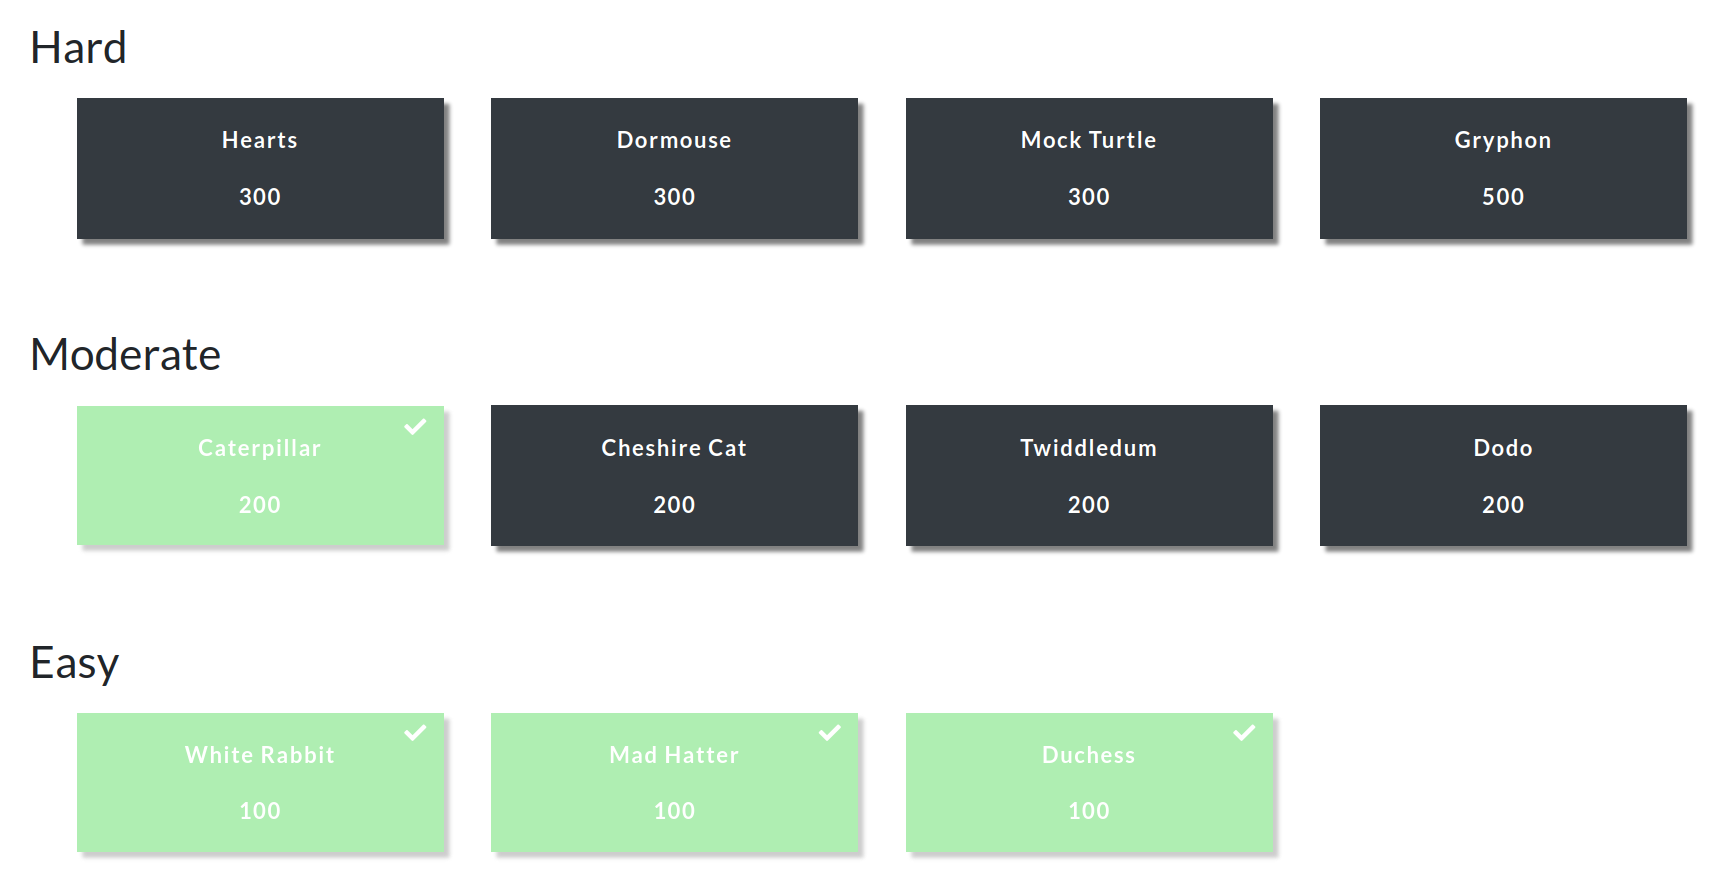 Hard
Hearts
300
Dormouse
300
Mock Turtle
300
Gryphon
500
Moderate
Caterpillar
200
Cheshire Cat
200
Twiddledum
200
Dodo
200
Easy
White Rabbit
100
Mad Hatter
100
Duchess
100